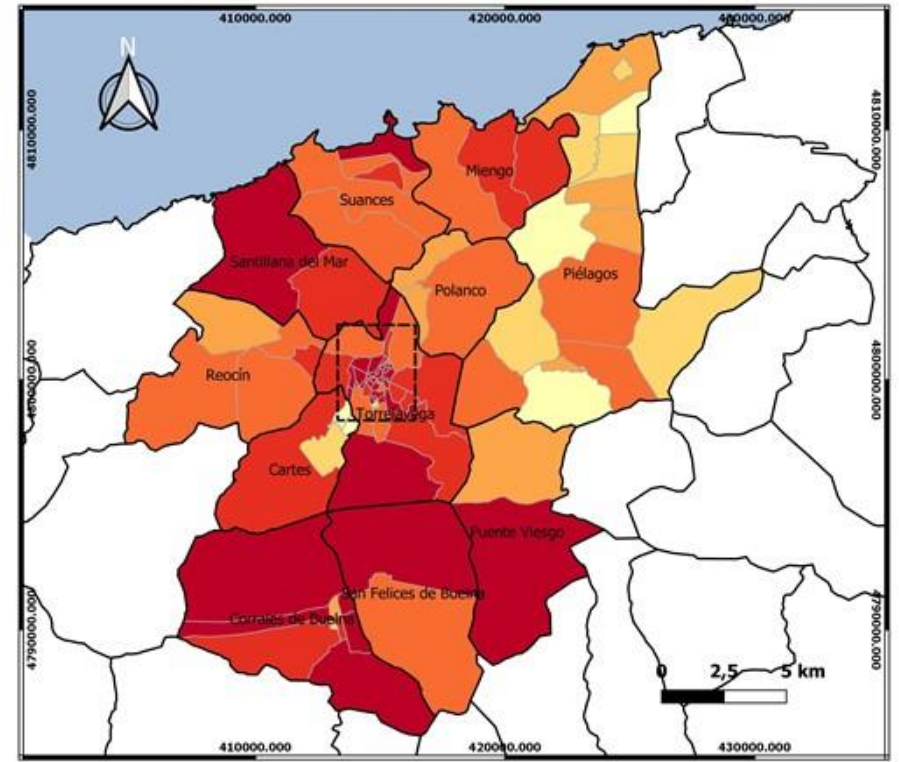 410000.000 420000.000 430000.000
N
4810000.000 4810000.000
Miengo
Suances
Santillana del Mar
Piélagos
Polanco
4800000.000 4800000.000
Reocín
Torrelavega
Cartes
Puente Viesgo
San Felices de Buelna
Corrales de Buelna
4790000.000 4790000.000
0 2,5 5 km
410000.000 420000.000 430000.000